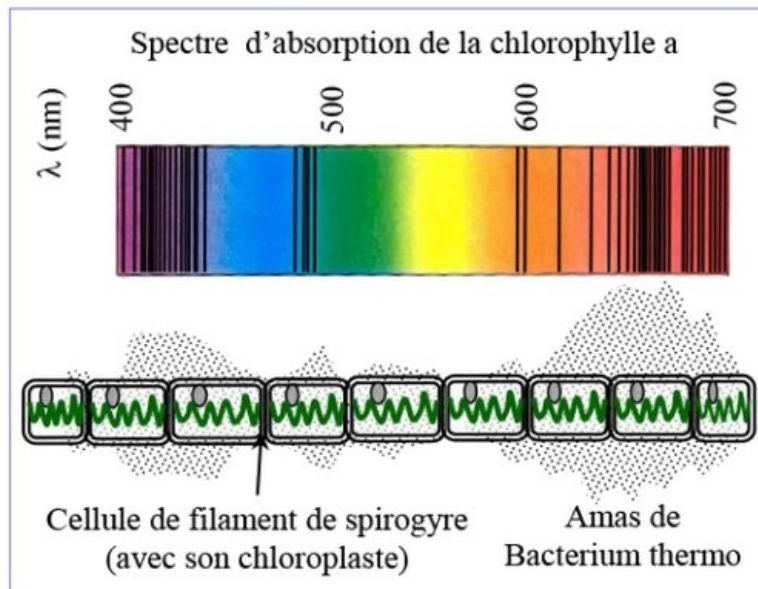 Spectre d’absorption de la chlorophylle a
λ (nm)
400
500
600
700
Cellule de filament de spirogyre
(avec son chloroplaste)
Amas de
Bacterium thermo